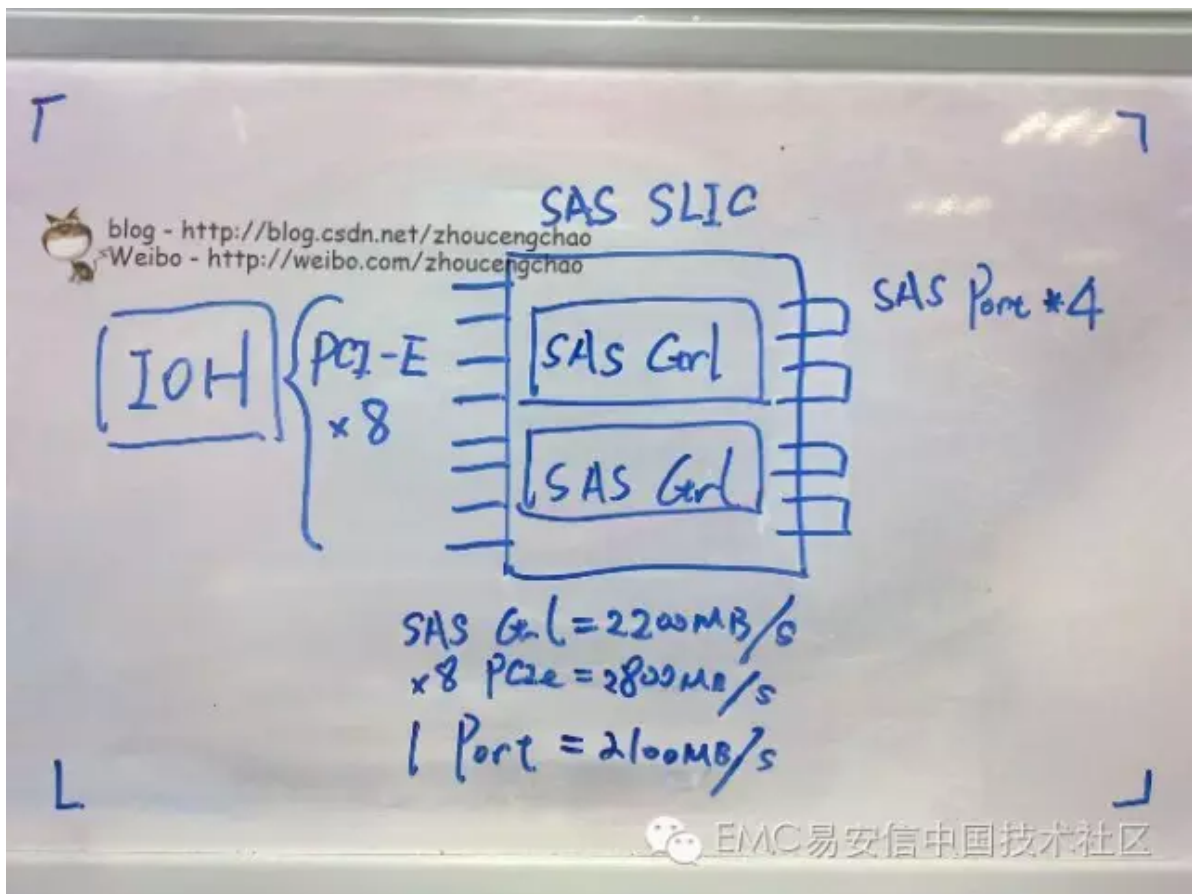 SAS SLIC
blog - http://blog.csdn.net/zhoucengchao
Weibo - http://weibo.com/zhoucengchao
SAS Port *4
IOH
PCI-E
x8
SAS Ctrl
SAS Ctrl
SAS Ctrl = 2200MB/s
x8 PCIe = 2800MB/s
1 Port = 2100MB/s
EMC易安信中国技术社区